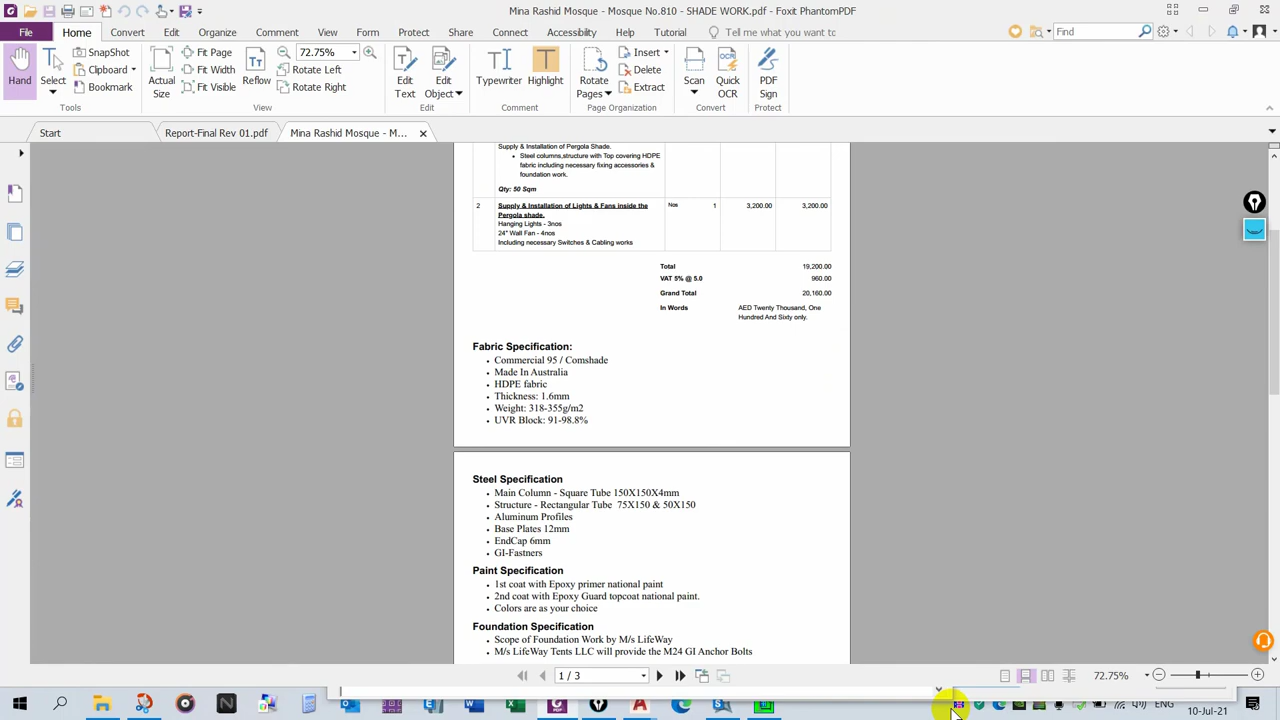 Mina Rashid Mosque - Mosque No.810 - SHADE WORK.pdf - Foxit PhantomPDF
File Home Convert Edit Organize Comment View Form Protect Share Connect Accessibility Help Tutorial Tell me what you want to Find
SnapShot
Clipboard
Bookmark
Hand
Select
Tools
Actual Size
Fit Page
Fit Width
Fit Visible
Reflow
72.75%
Rotate Left
Rotate Right
View
Edit Text
Edit Object
Edit
Typewriter
Highlight
Comment
Rotate Pages
Insert
Delete
Extract
Page Organization
Scan
Quick OCR
Convert
PDF Sign
Protect
Start Report-Final Rev 01.pdf Mina Rashid Mosque - M...
Supply & Installation of Pergola Shade.
• Steel columns,structure with Top covering HDPE
fabric including necessary fixing accessories &
foundation work.
Qty: 50 Sqm
2 Supply & Installation of Lights & Fans inside the Nos 1 3,200.00 3,200.00
Pergola shade.
Hanging Lights - 3nos
24" Wall Fan - 4nos
Including necessary Switches & Cabling works
Total 19,200.00
VAT 5% @ 5.0 960.00
Grand Total 20,160.00
In Words AED Twenty Thousand, One
Hundred And Sixty only.
Fabric Specification:
• Commercial 95 / Comshade
• Made In Australia
• HDPE fabric
• Thickness: 1.6mm
• Weight: 318-355g/m2
• UVR Block: 91-98.8%
Steel Specification
• Main Column - Square Tube 150X150X4mm
• Structure - Rectangular Tube 75X150 & 50X150
• Aluminum Profiles
• Base Plates 12mm
• EndCap 6mm
• GI-Fastners
Paint Specification
• 1st coat with Epoxy primer national paint
• 2nd coat with Epoxy Guard topcoat national paint.
• Colors are as your choice
Foundation Specification
• Scope of Foundation Work by M/s LifeWay
• M/s LifeWay Tents LLC will provide the M24 GI Anchor Bolts
1 / 3 72.75%
ENG 10-Jul-21